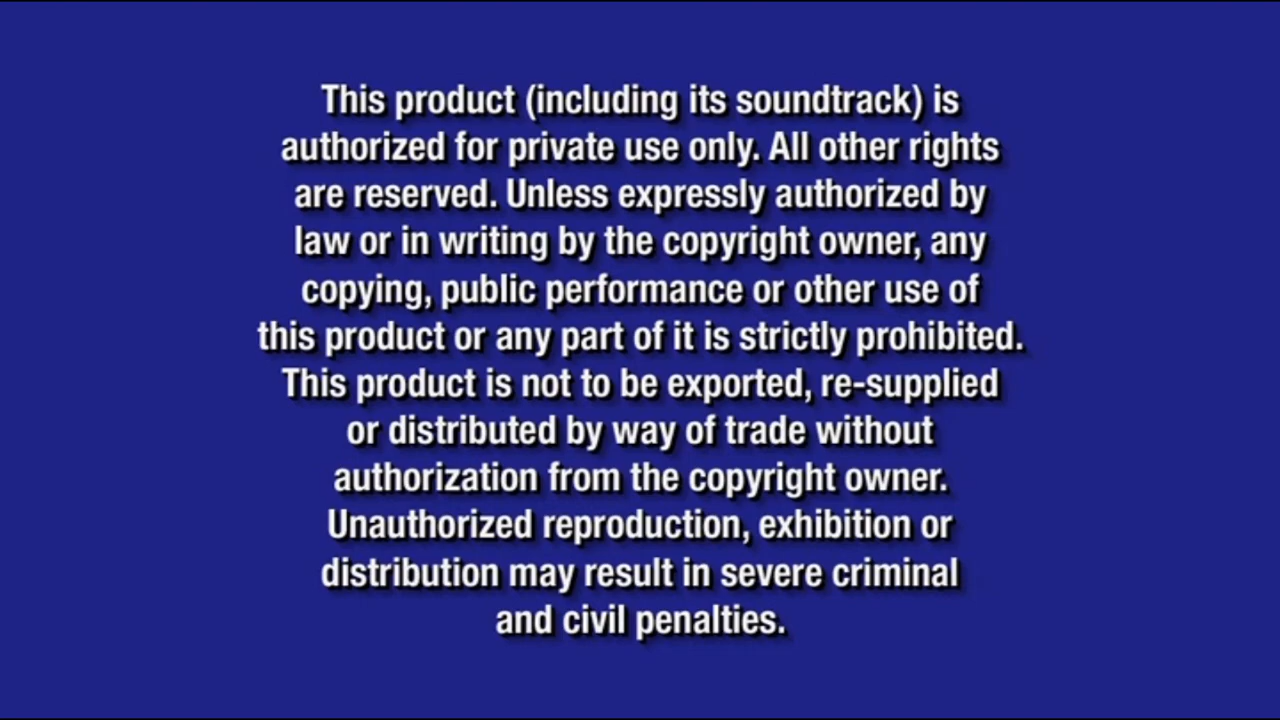 This product (including its soundtrack) is
authorized for private use only. All other rights
are reserved. Unless expressly authorized by
law or in writing by the copyright owner, any
copying, public performance or other use of
this product or any part of it is strictly prohibited.
This product is not to be exported, re-supplied
or distributed by way of trade without
authorization from the copyright owner.
Unauthorized reproduction, exhibition or
distribution may result in severe criminal
and civil penalties.